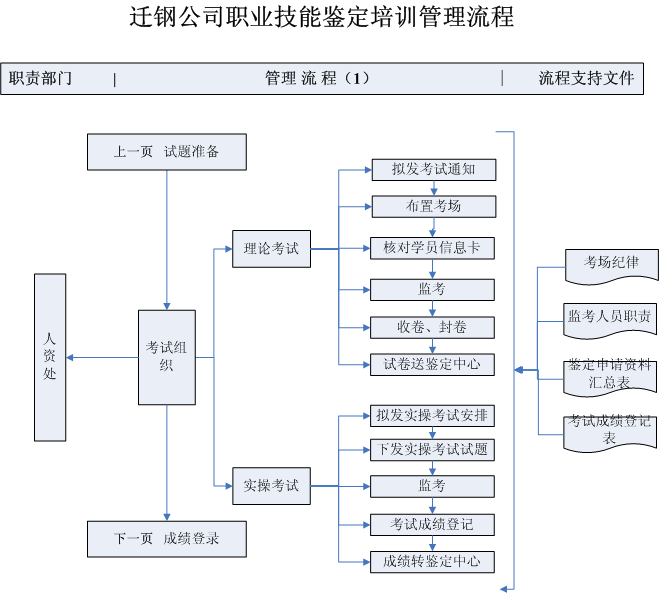 迁钢公司职业技能鉴定培训管理流程
职责部门 | 管理 流 程（1） | 流程支持文件
上一页 试题准备
拟发考试通知
布置考场
理论考试
核对学员信息卡
监考
收卷、封卷
试卷送鉴定中心
人
资
处
考试组
织
考场纪律
监考人员职责
鉴定申请资料
汇总表
考试成绩登记
表
拟发实操考试安排
下发实操考试试题
实操考试
监考
考试成绩登记
成绩转鉴定中心
下一页 成绩登录